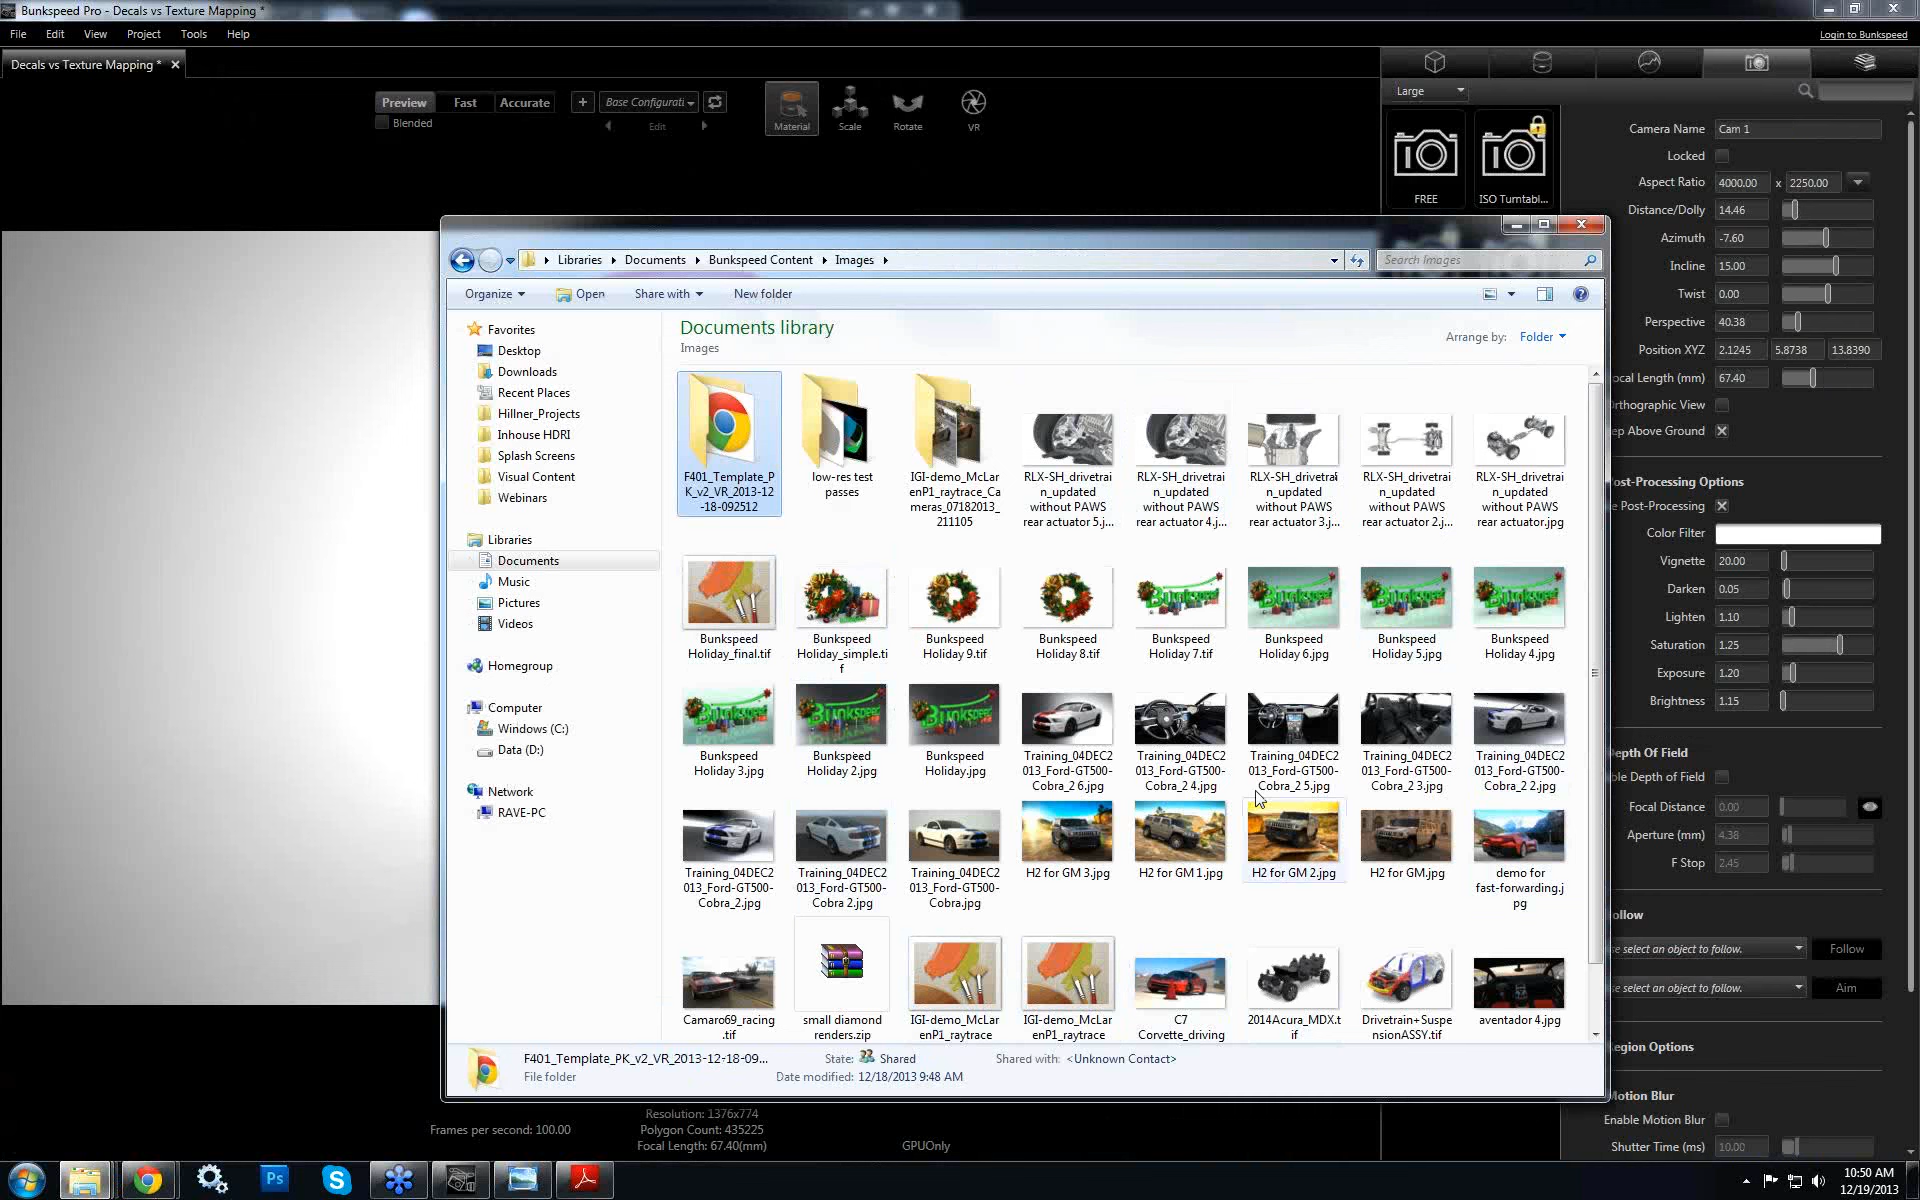 Bunkspeed Pro - Decals vs Texture Mapping *
File Edit View Project Tools Help
Login to Bunkspeed
Decals vs Texture Mapping *
Preview Fast Accurate
Base Configurati
Blended
Edit
Material
Scale
Rotate
VR
Large
FREE
ISO Turntabl...
Camera Name Cam 1
Locked
Aspect Ratio 4000.00 x 2250.00
Distance/Dolly 14.46
Azimuth -7.60
Incline 15.00
Twist 0.00
Perspective 40.38
Position XYZ 2.1245 5.8738 13.8390
ocal Length (mm) 67.40
rthographic View
ep Above Ground
ost-Processing Options
e Post-Processing
Color Filter
Vignette 20.00
Darken 0.05
Lighten 1.10
Saturation 1.25
Exposure 1.20
Brightness 1.15
Depth Of Field
ble Depth of Field
Focal Distance 0.00
Aperture (mm) 4.38
F Stop 2.45
ollow
se select an object to follow. Follow
se select an object to follow. Aim
egion Options
Motion Blur
Enable Motion Blur
Shutter Time (ms) 10.00
Libraries Documents Bunkspeed Content Images
Search Images
Organize Open Share with New folder
Documents library
Images
Arrange by: Folder
Favorites
Desktop
Downloads
Recent Places
Hillner_Projects
Inhouse HDRI
Splash Screens
Visual Content
Webinars
Libraries
Documents
Music
Pictures
Videos
Homegroup
Computer
Windows (C:)
Data (D:)
Network
RAVE-PC
F401_Template_P
K_v2_VR_2013-12
-18-092512
low-res test
passes
IGI-demo_McLar
enP1_raytrace_Ca
meras_07182013_
211105
RLX-SH_drivetrai
n_updated
without PAWS
rear actuator 5.j...
RLX-SH_drivetrai
n_updated
without PAWS
rear actuator 4.j...
RLX-SH_drivetrai
n_updated
without PAWS
rear actuator 3.j...
RLX-SH_drivetrai
n_updated
without PAWS
rear actuator 2.j...
RLX-SH_drivetrai
n_updated
without PAWS
rear actuator.jpg
Bunkspeed
Holiday_final.tif
Bunkspeed
Holiday_simple.ti
f
Bunkspeed
Holiday 9.tif
Bunkspeed
Holiday 8.tif
Bunkspeed
Bunkspeed
Holiday 7.tif
Bunkspeed
Bunkspeed
Holiday 6.jpg
Bunkspeed
Bunkspeed
Holiday 5.jpg
Bunkspeed
Bunkspeed
Holiday 4.jpg
Bunkspeed
Bunkspeed
Holiday 3.jpg
Bunkspeed
Bunkspeed
Holiday 2.jpg
Bunkspeed
Bunkspeed
Holiday.jpg
Training_04DEC2
013_Ford-GT500-
Cobra_2 6.jpg
Training_04DEC2
013_Ford-GT500-
Cobra_2 4.jpg
Training_04DEC2
013_Ford-GT500-
Cobra_2 5.jpg
Training_04DEC2
013_Ford-GT500-
Cobra_2 3.jpg
Training_04DEC2
013_Ford-GT500-
Cobra_2 2.jpg
Training_04DEC2
013_Ford-GT500-
Cobra_2.jpg
Training_04DEC2
013_Ford-GT500-
Cobra 2.jpg
Training_04DEC2
013_Ford-GT500-
Cobra.jpg
H2 for GM 3.jpg
H2 for GM 1.jpg
H2 for GM 2.jpg
H2 for GM.jpg
demo for
fast-forwarding.j
pg
Camaro69_racing
.tif
small diamond
renders.zip
IGI-demo_McLar
enP1_raytrace
IGI-demo_McLar
enP1_raytrace
C7
Corvette_driving
2014Acura_MDX.t
if
Drivetrain+Suspe
nsionASSY.tif
aventador 4.jpg
F401_Template_PK_v2_VR_2013-12-18-09... State: Shared Shared with: <Unknown Contact>
File folder Date modified: 12/18/2013 9:48 AM
Resolution: 1376x774
Frames per second: 100.00 Polygon Count: 435225
Focal Length: 67.40(mm) GPUOnly
Ps
10:50 AM
12/19/2013